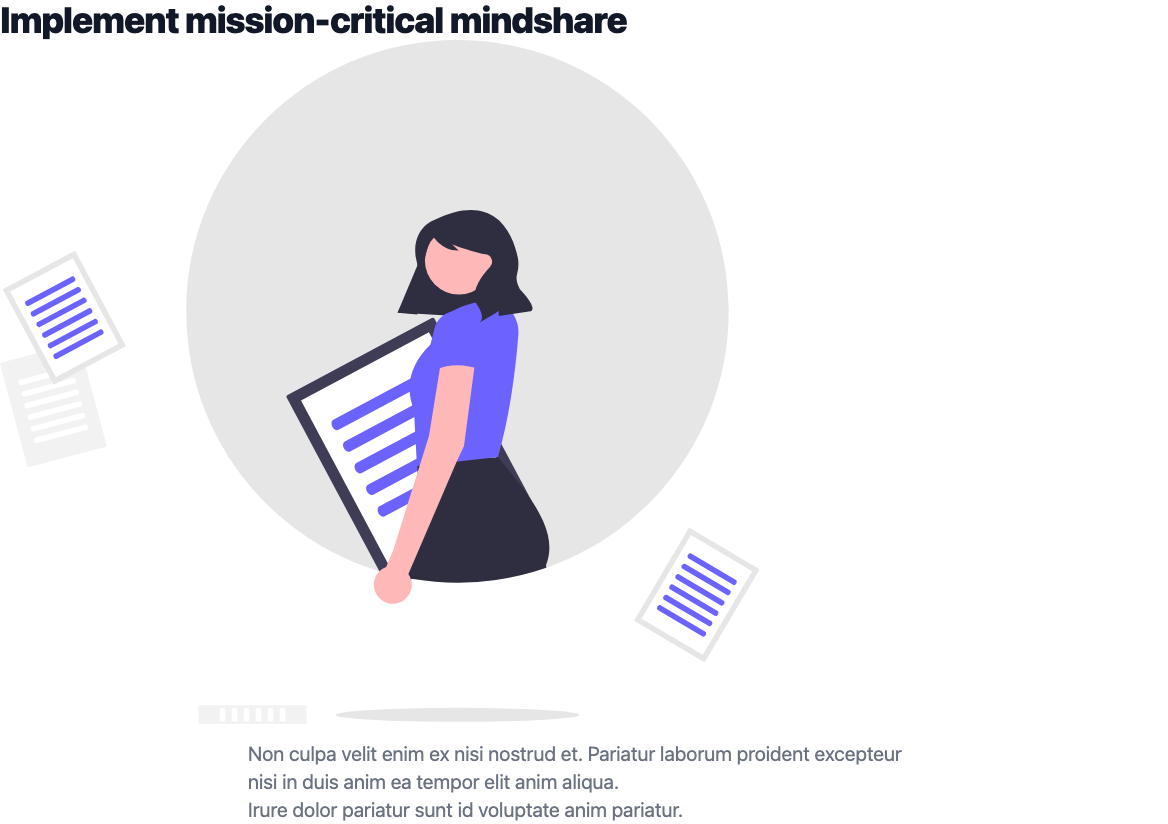 Implement mission-critical mindshare
Non culpa velit enim ex nisi nostrud et. Pariatur laborum proident excepteur
nisi in duis anim ea tempor elit anim aliqua.
Irure dolor pariatur sunt id voluptate anim pariatur.